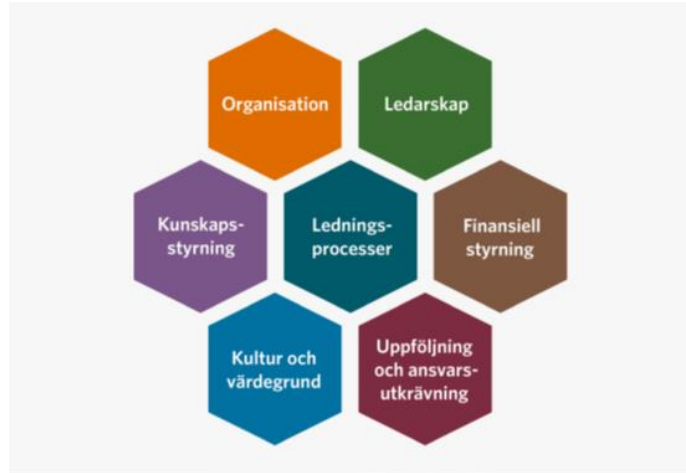 Organisation
Ledarskap
Kunskaps-
styrning
Lednings-
processer
Finansiell
styrning
Kultur och
värdegrund
Uppföljning
och ansvars-
utkrävning